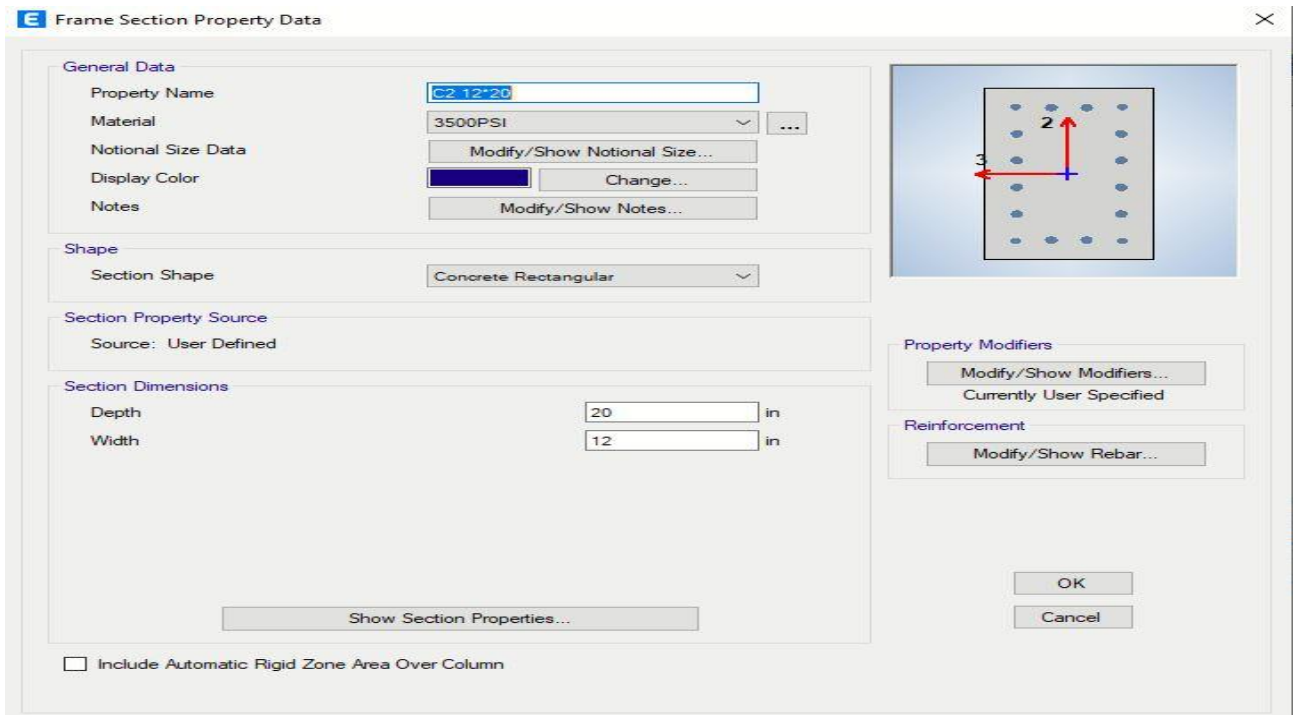 E Frame Section Property Data
General Data
Property Name C2 12*20
Material 3500PSI ...
Notional Size Data Modify/Show Notional Size...
Display Color Change...
Notes Modify/Show Notes...
2
3
Shape
Section Shape Concrete Rectangular
Section Property Source
Source: User Defined
Property Modifiers
Modify/Show Modifiers...
Currently User Specified
Section Dimensions
Depth 20 in
Width 12 in
Reinforcement
Modify/Show Rebar...
Show Section Properties...
OK
Cancel
Include Automatic Rigid Zone Area Over Column